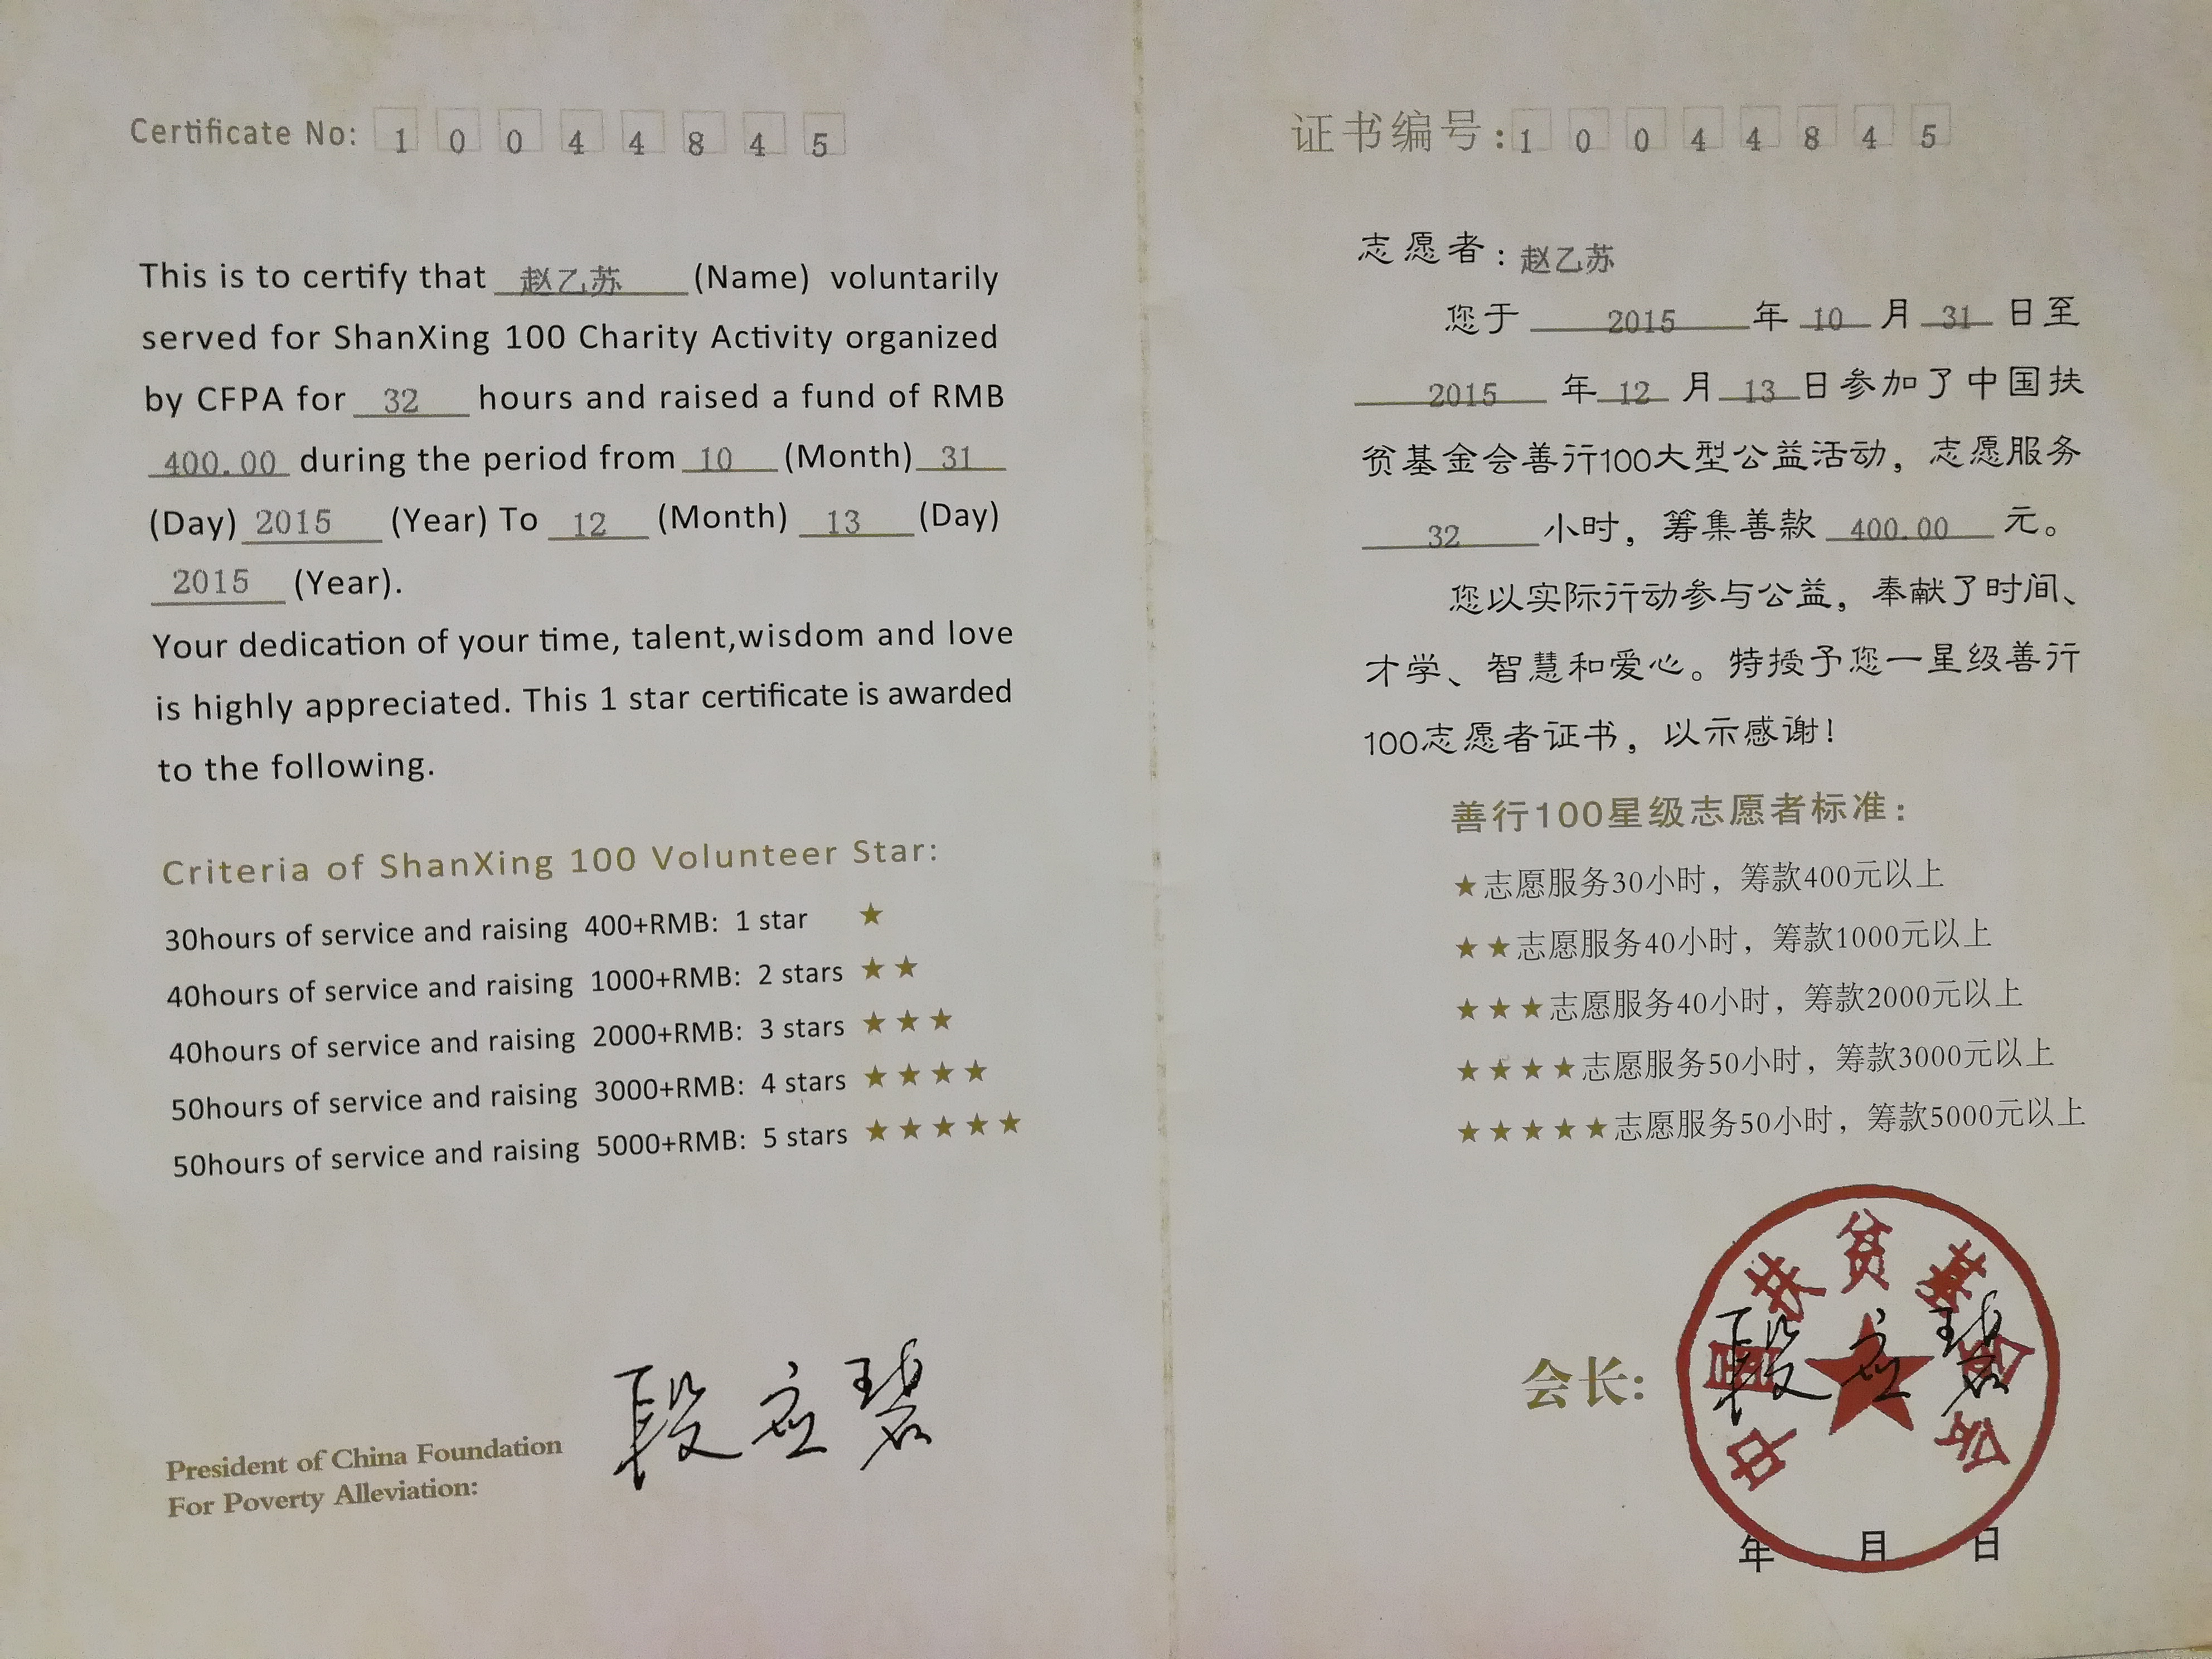 Certificate No: 1 0 0 4 4 8 4 5
This is to certify that 赵乙苏 (Name) voluntarily
served for ShanXing 100 Charity Activity organized
by CFPA for 32 hours and raised a fund of RMB
400.00 during the period from 10 (Month) 31
(Day) 2015 (Year) To 12 (Month) 13 (Day)
2015 (Year).
Your dedication of your time, talent,wisdom and love
is highly appreciated. This 1 star certificate is awarded
to the following.
Criteria of ShanXing 100 Volunteer Star:
30hours of service and raising 400+RMB: 1 star ★
40hours of service and raising 1000+RMB: 2 stars ★★
40hours of service and raising 2000+RMB: 3 stars ★★★
50hours of service and raising 3000+RMB: 4 stars ★★★★
50hours of service and raising 5000+RMB: 5 stars ★★★★★
President of China Foundation
For Poverty Alleviation:
段应碧
证书编号:1 0 0 4 4 8 4 5
志愿者:赵乙苏
您于 2015 年 10 月 31 日至
2015 年 12 月 13 日参加了中国扶
贫基金会善行100大型公益活动，志愿服务
32 小时，筹集善款 400.00 元。
您以实际行动参与公益，奉献了时间、
才学、智慧和爱心。特授予您一星级善行
100志愿者证书，以示感谢!
善行100星级志愿者标准:
★志愿服务30小时，筹款400元以上
★★志愿服务40小时，筹款1000元以上
★★★志愿服务40小时，筹款2000元以上
★★★★志愿服务50小时，筹款3000元以上
★★★★★志愿服务50小时，筹款5000元以上
中国扶贫基金会
会长: 段应碧
年 月 日